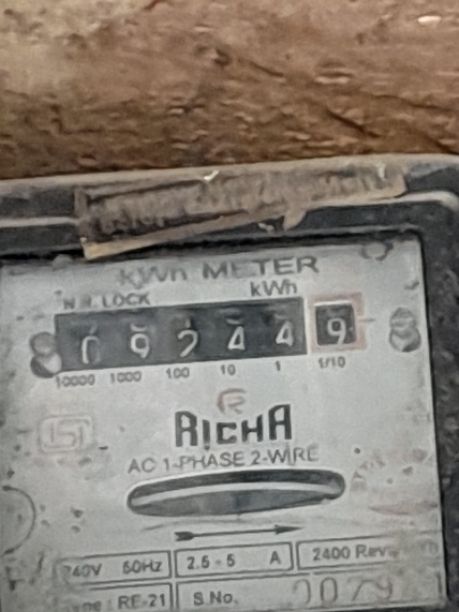 kWh METER
N.R. LOCK kWh
0 9 2 4 4 9
10000 1000 100 10 1 1/10
R
RICHA
AC 1-PHASE 2-WIRE
240V 50Hz 2.5 - 5 A 2400 Rev
RE-21 S.No.